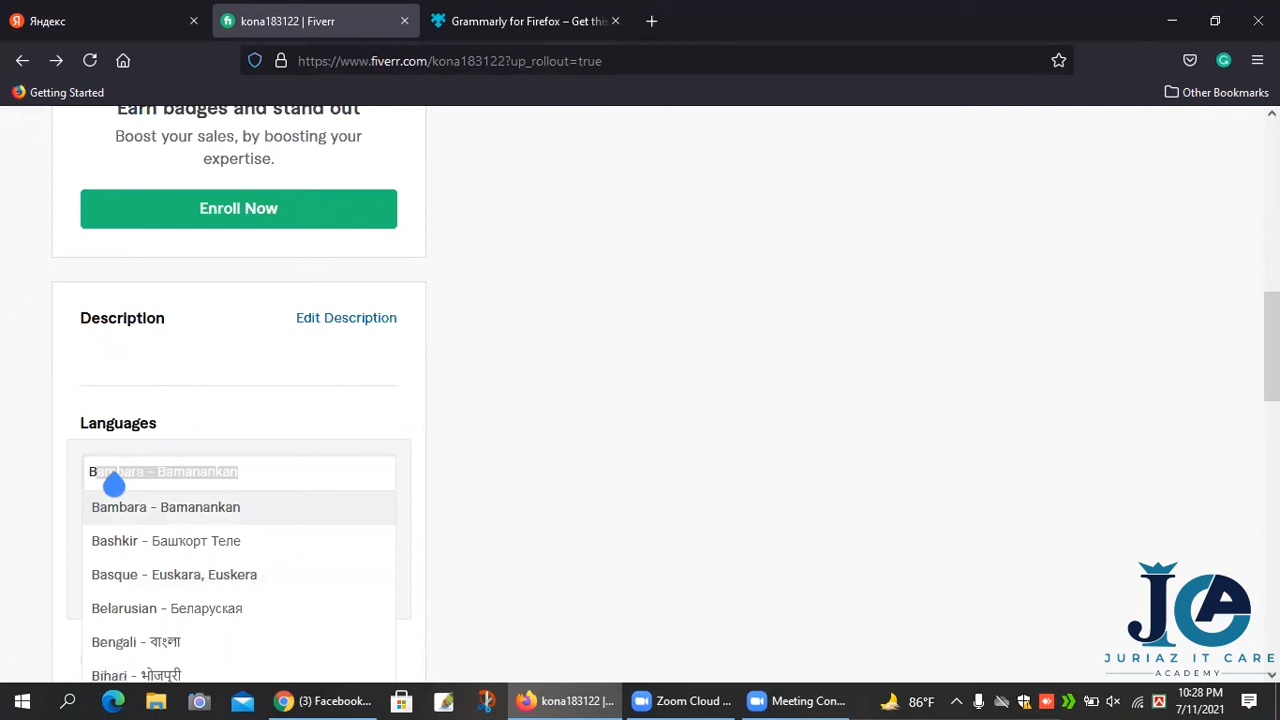 Яндекс
kona183122 | Fiverr
Grammarly for Firefox – Get this
https://www.fiverr.com/kona183122?up_rollout=true
Getting Started
Other Bookmarks
Earn badges and stand out
Boost your sales, by boosting your
expertise.
Enroll Now
Description
Edit Description
Languages
Bambara - Bamanankan
Bambara - Bamanankan
Bashkir - Башҡорт Теле
Basque - Euskara, Euskera
Belarusian - Беларуская
Bengali - বাংলা
Bihari - भोजपुरी
JCA
JURIAZ IT CARE
ACADEMY
(3) Facebook...
kona183122 |...
Zoom Cloud ...
Meeting Con...
86°F
10:28 PM
7/11/2021